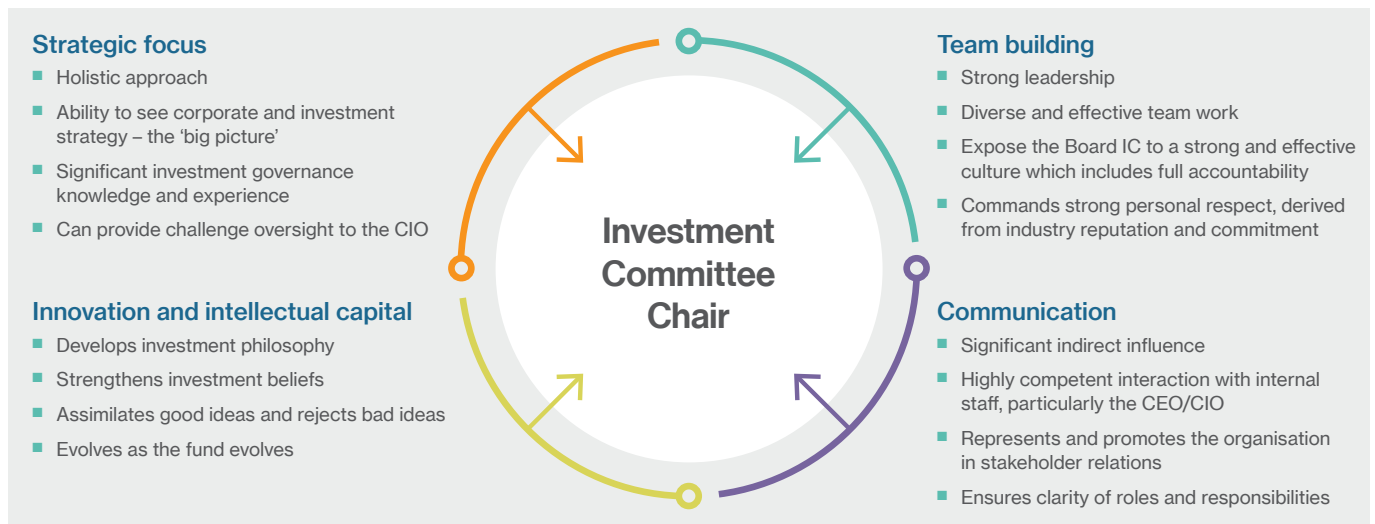 Strategic focus
Holistic approach
Ability to see corporate and investment
strategy – the ‘big picture’
Significant investment governance
knowledge and experience
Can provide challenge oversight to the CIO
Innovation and intellectual capital
Develops investment philosophy
Strengthens investment beliefs
Assimilates good ideas and rejects bad ideas
Evolves as the fund evolves
Investment
Committee
Chair
Team building
Strong leadership
Diverse and effective team work
Expose the Board IC to a strong and effective
culture which includes full accountability
Commands strong personal respect, derived
from industry reputation and commitment
Communication
Significant indirect influence
Highly competent interaction with internal
staff, particularly the CEO/CIO
Represents and promotes the organisation
in stakeholder relations
Ensures clarity of roles and responsibilities